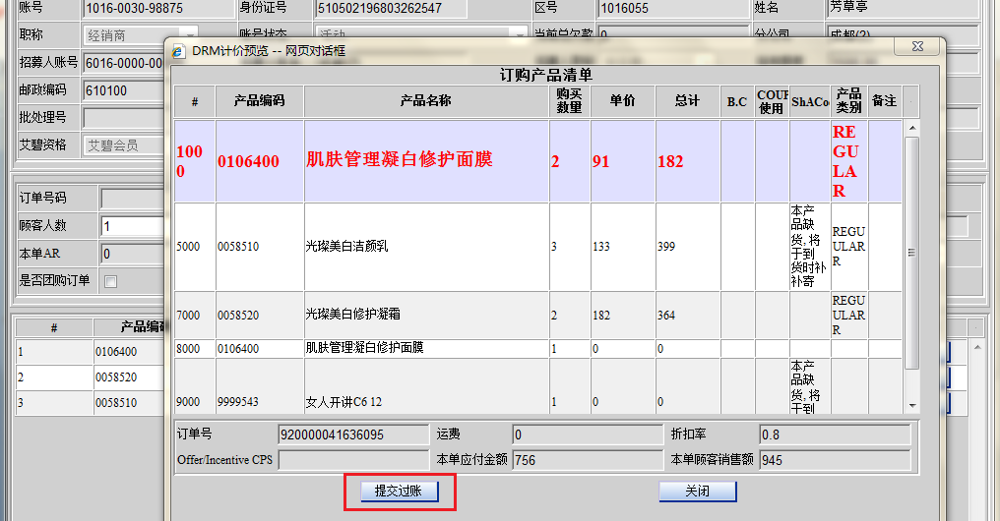 账号 1016-0030-98875 身份证号 510502196803262547 区号 1016055 姓名 芳草亭
职称 经销商 账号状态 活动 当前总欠款 0 分公司 成都(2)
招募人账号 6016-0000-00
邮政编码 610100
批处理号
艾碧资格 艾碧会员
订单号码
顾客人数 1
本单AR 0
是否团购订单
# 产品编码
1 0106400
2 0058520
3 0058510
DRM计价预览 -- 网页对话框
订购产品清单
# 产品编码 产品名称 购买数量 单价 总计 B.C COUP使用 ShACo 产品类别 备注
1000 0106400 肌肤管理凝白修护面膜 2 91 182 REGULAR
5000 0058510 光璨美白洁颜乳 3 133 399 本产品缺货, 将于到货时补补寄 REGUULARR
7000 0058520 光璨美白修护凝霜 2 182 364 REGUULARR
8000 0106400 肌肤管理凝白修护面膜 1 0 0
9000 9999543 女人开讲C6 12 1 0 0 本产品缺货, 将于到
订单号 920000041636095 运费 0 折扣率 0.8
Offer/Incentive CPS 本单应付金额 756 本单顾客销售额 945
提交过账 关闭